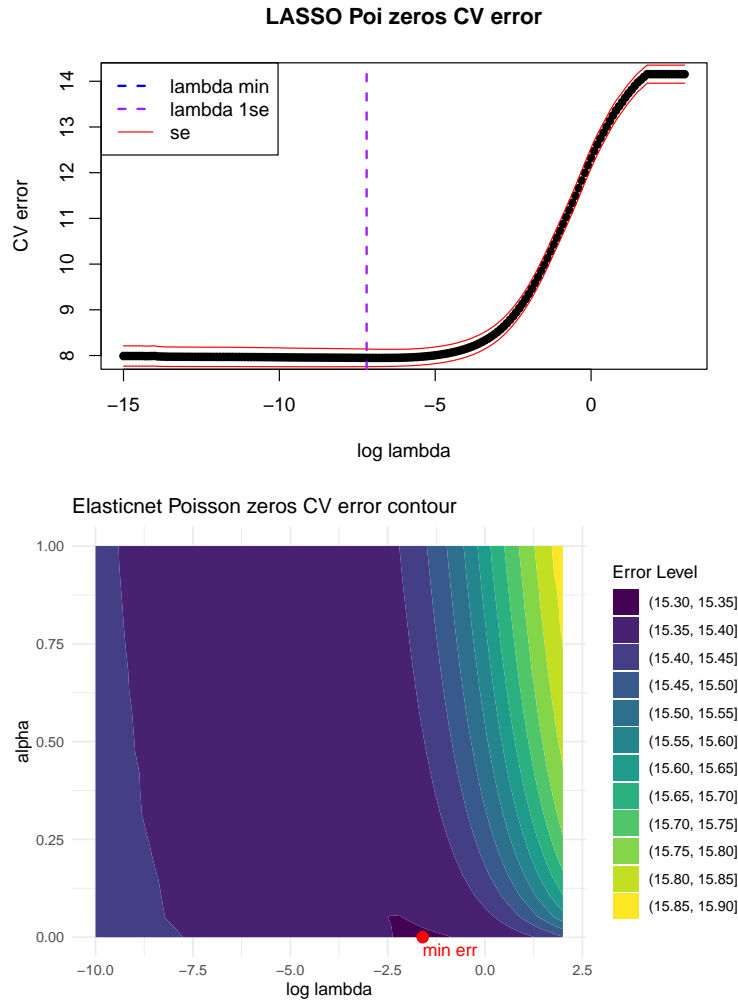 LASSO Poi zeros CV error
lambda min
lambda 1se
se
CV error
14
13
12
11
10
9
8
−15 −10 −5 0
log lambda
Elasticnet Poisson zeros CV error contour
alpha
1.00
0.75
0.50
0.25
0.00
min err
−10.0 −7.5 −5.0 −2.5 0.0 2.5
log lambda
Error Level
(15.30, 15.35]
(15.35, 15.40]
(15.40, 15.45]
(15.45, 15.50]
(15.50, 15.55]
(15.55, 15.60]
(15.60, 15.65]
(15.65, 15.70]
(15.70, 15.75]
(15.75, 15.80]
(15.80, 15.85]
(15.85, 15.90]